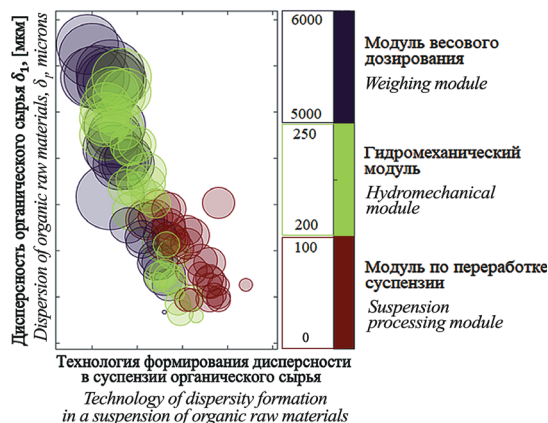 Дисперсность органического сырья δ1, [мкм]
Dispersion of organic raw materials, δp microns
6000
5000
250
200
100
0
Модуль весового
дозирования
Weighing module
Гидромеханический
модуль
Hydromechanical
module
Модуль по переработке
суспензии
Suspension
processing module
Технология формирования дисперсности
в суспензии органического сырья
Technology of dispersity formation
in a suspension of organic raw materials